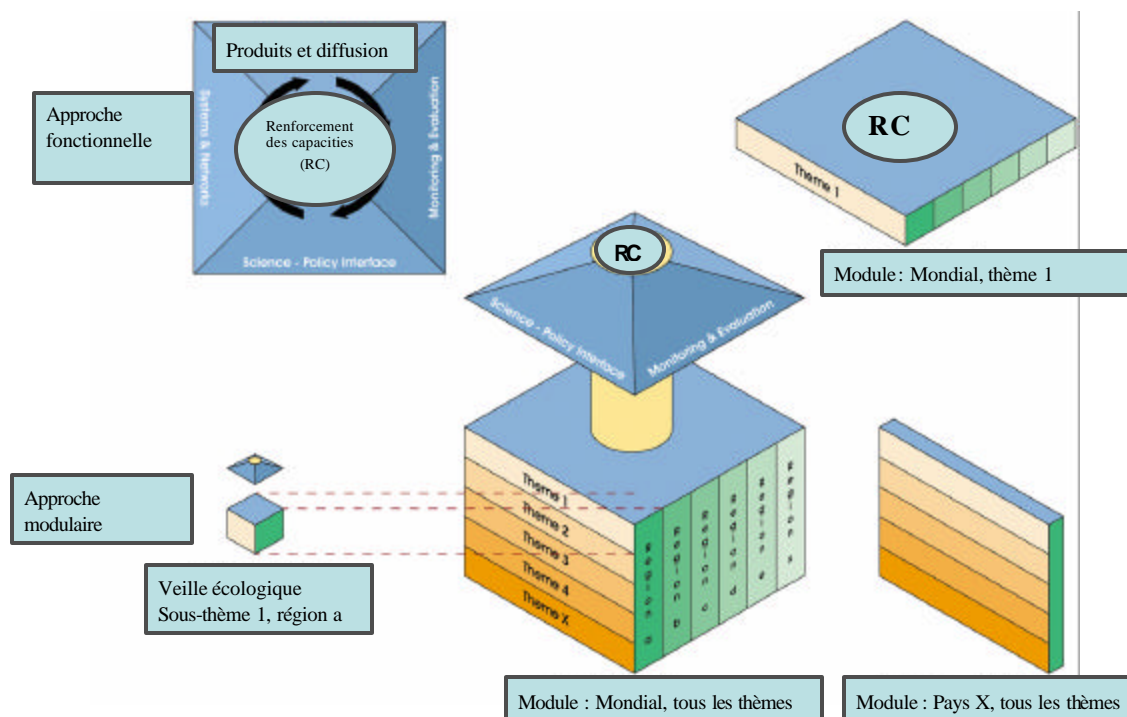 Produits et diffusion
Approche
fonctionnelle
Systems & Networks
Renforcement
des capacities
(RC)
Monitoring & Evaluation
Science - Policy Interface
RC
Theme 1
Module : Mondial, thème 1
RC
Science - Policy Interface
Monitoring & Evaluation
Approche
modulaire
Veille écologique
Sous-thème 1, région a
Theme 1
Theme 2
Theme 3
Theme 4
Theme X
Region a
Region b
Region c
Region d
Region e
Region x
Module : Mondial, tous les thèmes
Module : Pays X, tous les thèmes